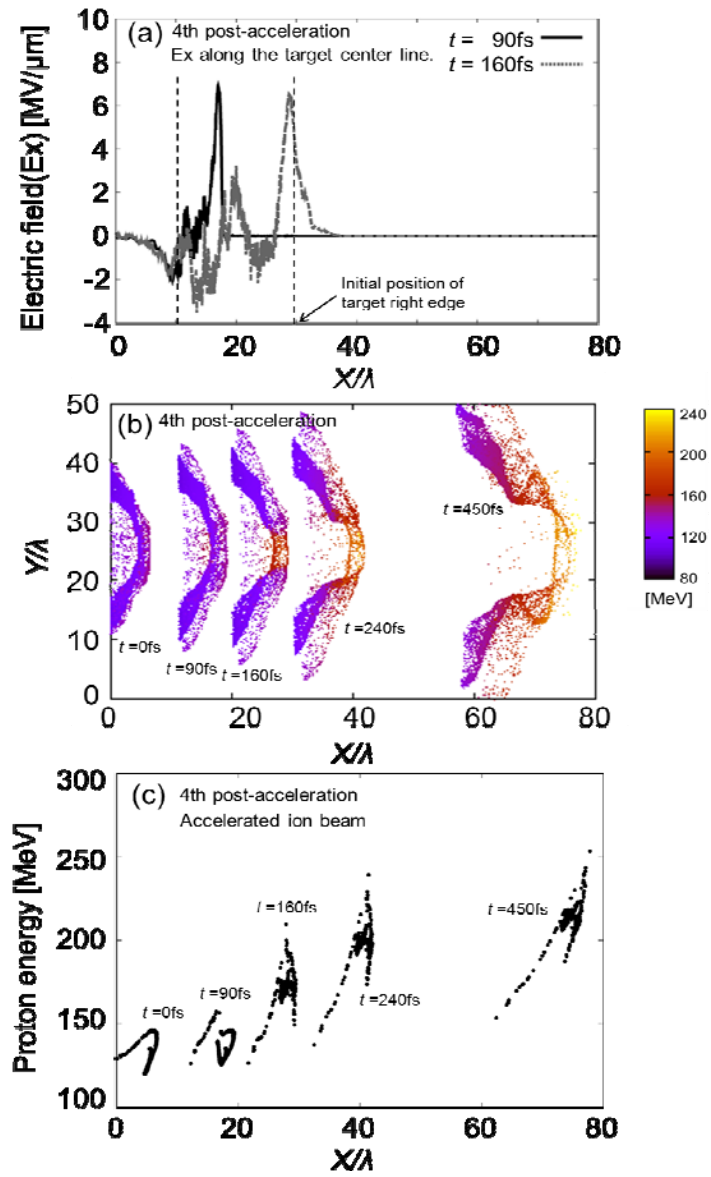 (a) 4th post-acceleration
Ex along the target center line.
t = 90fs
t = 160fs
Electric field(Ex) [MV/μm]
10
8
6
4
2
0
-2
-4
Initial position of
target right edge
0 20 40 60 80
X/λ
(b) 4th post-acceleration
Y/λ
50
40
30
20
10
0
t =0fs
t =90fs
t =160fs
t =240fs
t =450fs
0 20 40 60 80
X/λ
240
200
160
120
80
[MeV]
(c) 4th post-acceleration
Accelerated ion beam
Proton energy [MeV]
300
250
200
150
100
t =0fs
t =90fs
t =160fs
t =240fs
t =450fs
0 20 40 60 80
X/λ